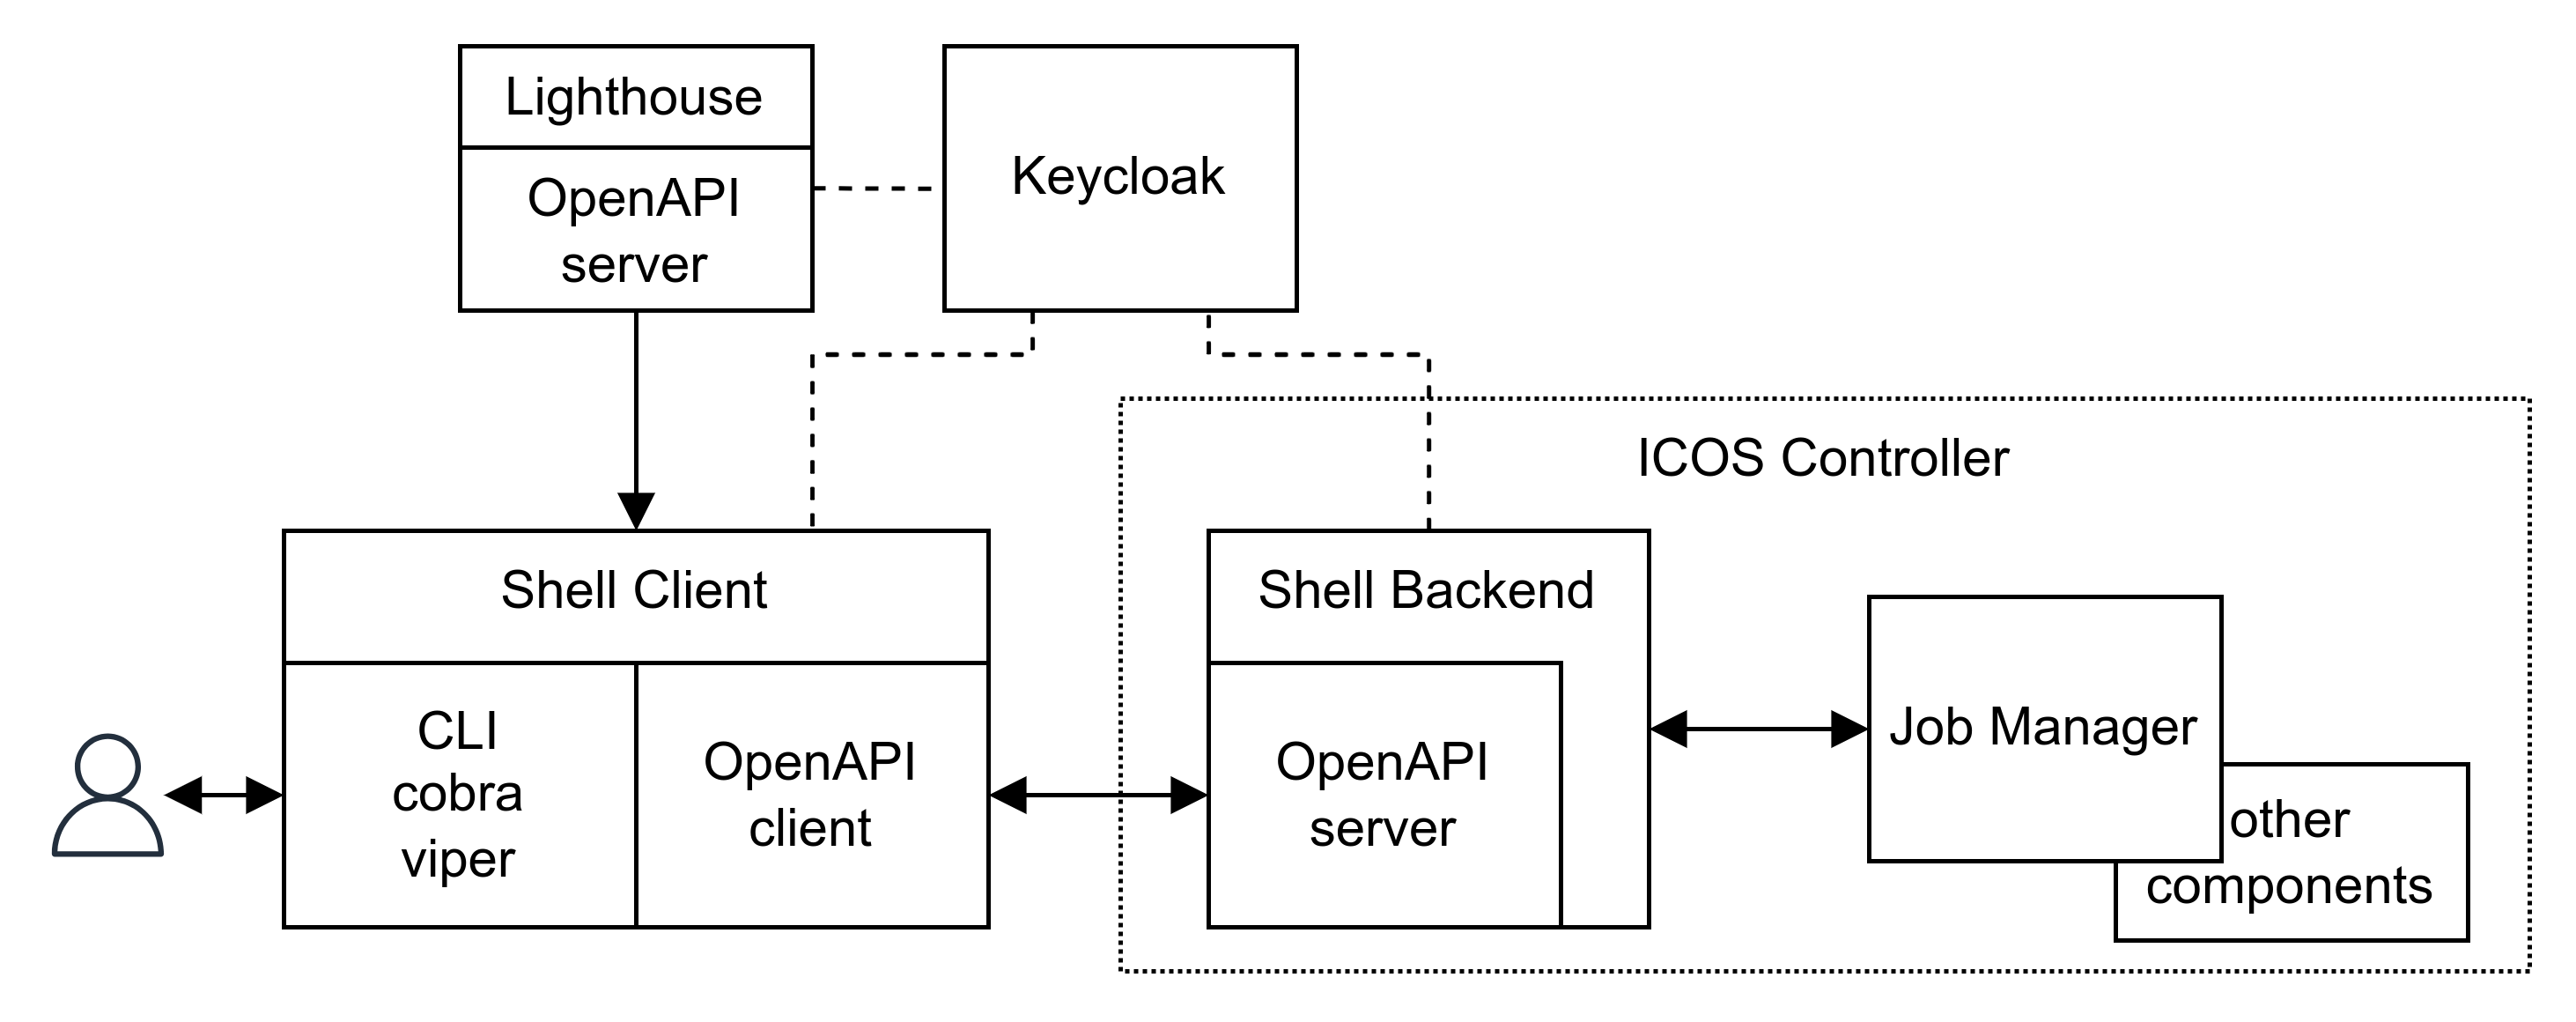 Lighthouse
OpenAPI
server
Keycloak
ICOS Controller
Shell Client
CLI
cobra
viper
OpenAPI
client
Shell Backend
OpenAPI
server
Job Manager
other
components